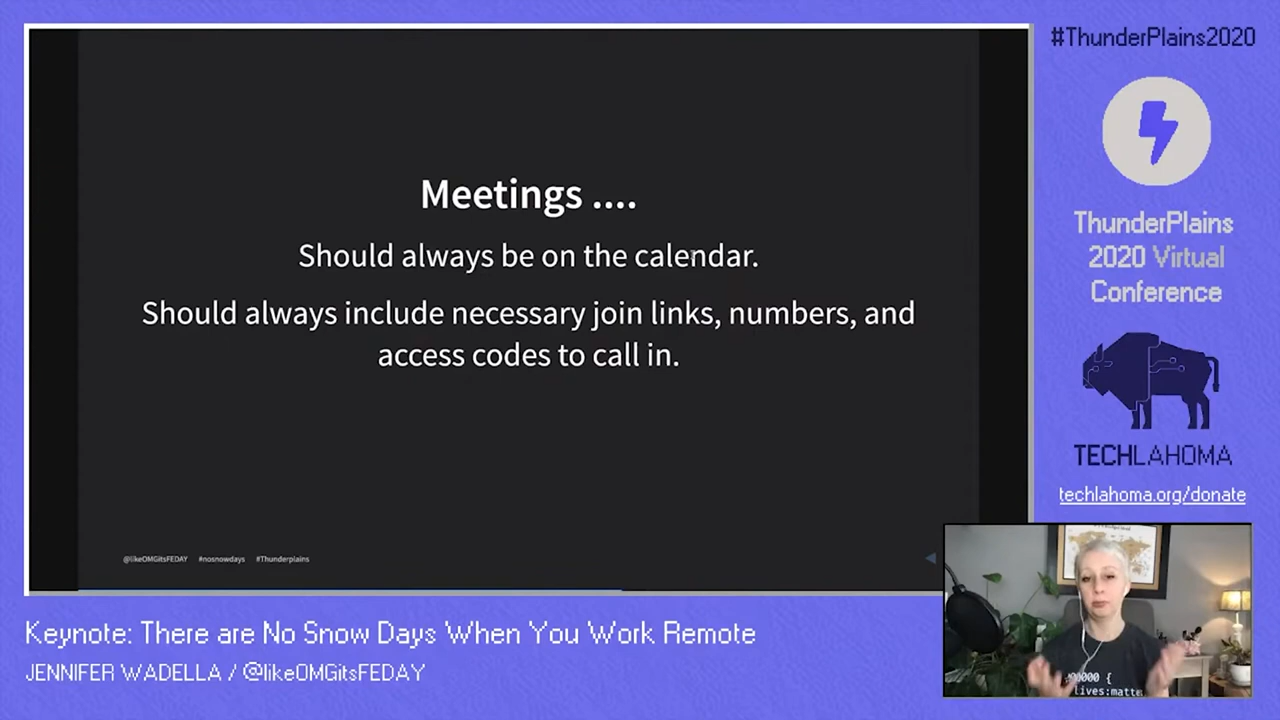 #ThunderPlains2020
Meetings ....
Should always be on the calendar.
Should always include necessary join links, numbers, and
access codes to call in.
@likeOMGitsFEDAY #nosnowdays #Thunderplains
ThunderPlains
2020 Virtual
Conference
TECHLAHOMA
techlahoma.org/donate
Keynote: There are No Snow Days When You Work Remote
JENNIFER WADELLA / @likeOMGitsFEDAY
lives:matte